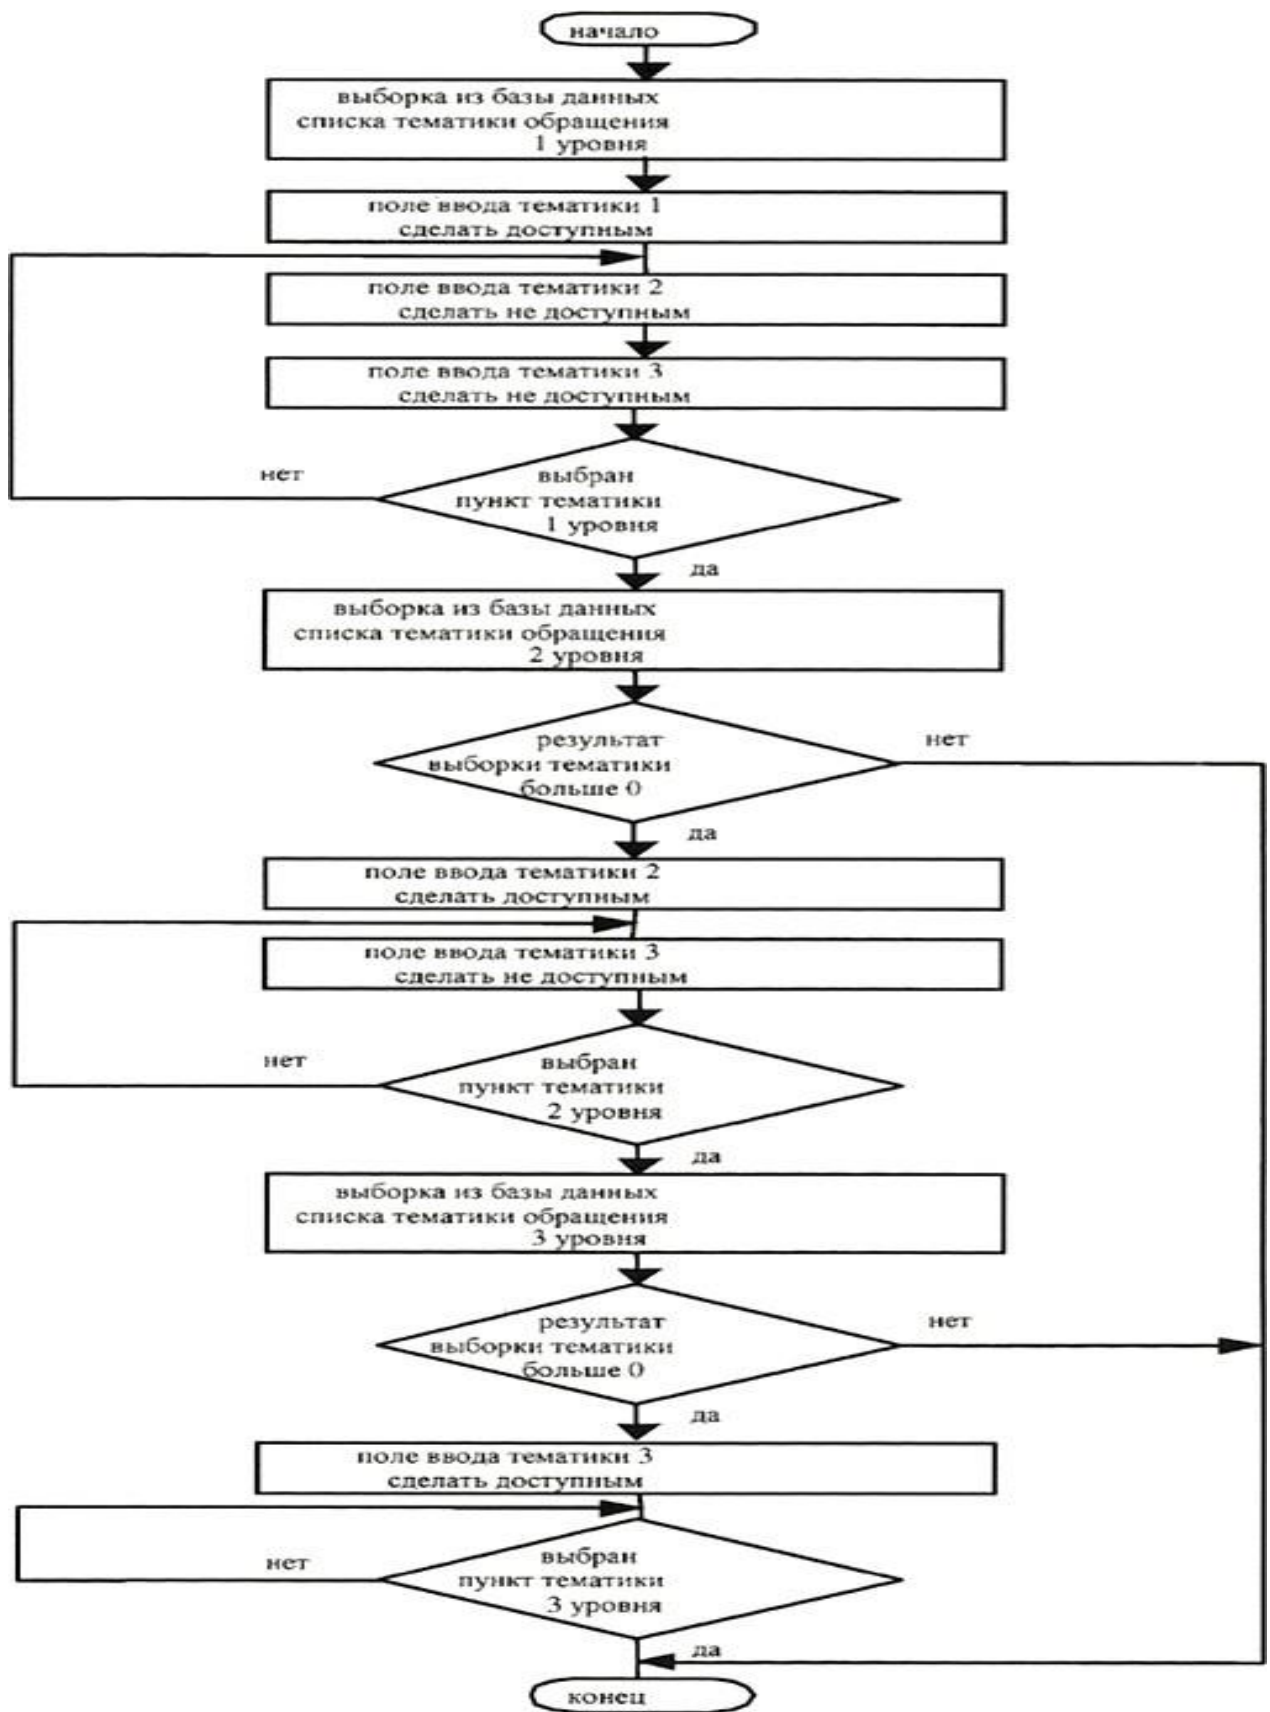 начало
выборка из базы данных
списка тематики обращения
1 уровня
поле ввода тематики 1
сделать доступным
поле ввода тематики 2
сделать не доступным
поле ввода тематики 3
сделать не доступным
нет
выбран
пункт тематики
1 уровня
да
выборка из базы данных
списка тематики обращения
2 уровня
результат
выборки тематики
больше 0
нет
да
поле ввода тематики 2
сделать доступным
поле ввода тематики 3
сделать не доступным
нет
выбран
пункт тематики
2 уровня
да
выборка из базы данных
списка тематики обращения
3 уровня
результат
выборки тематики
больше 0
нет
да
поле ввода тематики 3
сделать доступным
нет
выбран
пункт тематики
3 уровня
да
конец